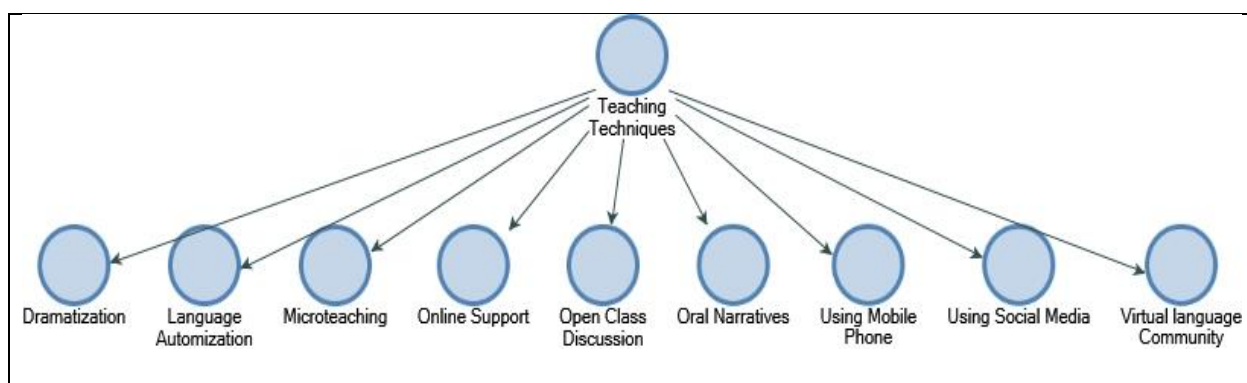 Teaching
Techniques
Dramatization
Language
Automization
Microteaching
Online Support
Open Class
Discussion
Oral Narratives
Using Mobile
Phone
Using Social Media
Virtual language
Community